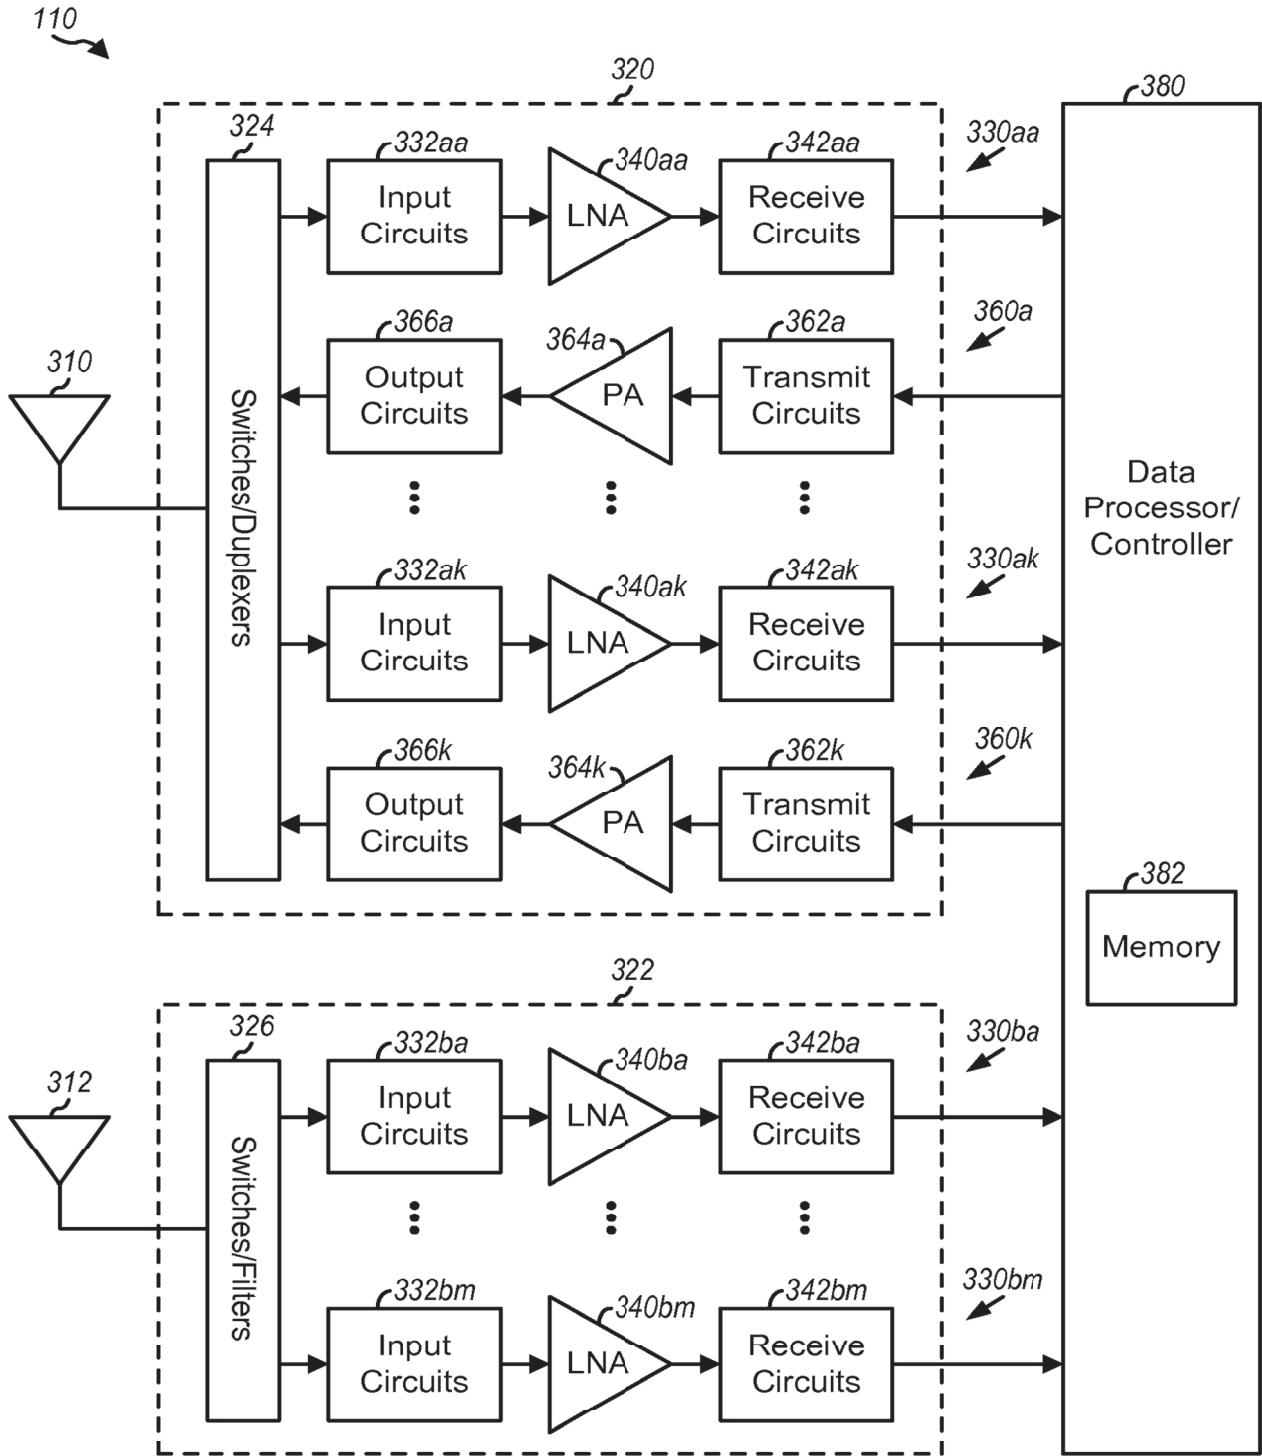 110
320
380
324
332aa
340aa
342aa
330aa
Input
Circuits
LNA
Receive
Circuits
366a
364a
362a
360a
Output
Circuits
PA
Transmit
Circuits
310
Switches/Duplexers
Data
Processor/
Controller
332ak
340ak
342ak
330ak
Input
Circuits
LNA
Receive
Circuits
366k
364k
362k
360k
Output
Circuits
PA
Transmit
Circuits
382
Memory
322
326
332ba
340ba
342ba
330ba
312
Input
Circuits
LNA
Receive
Circuits
Switches/Filters
332bm
340bm
342bm
330bm
Input
Circuits
LNA
Receive
Circuits